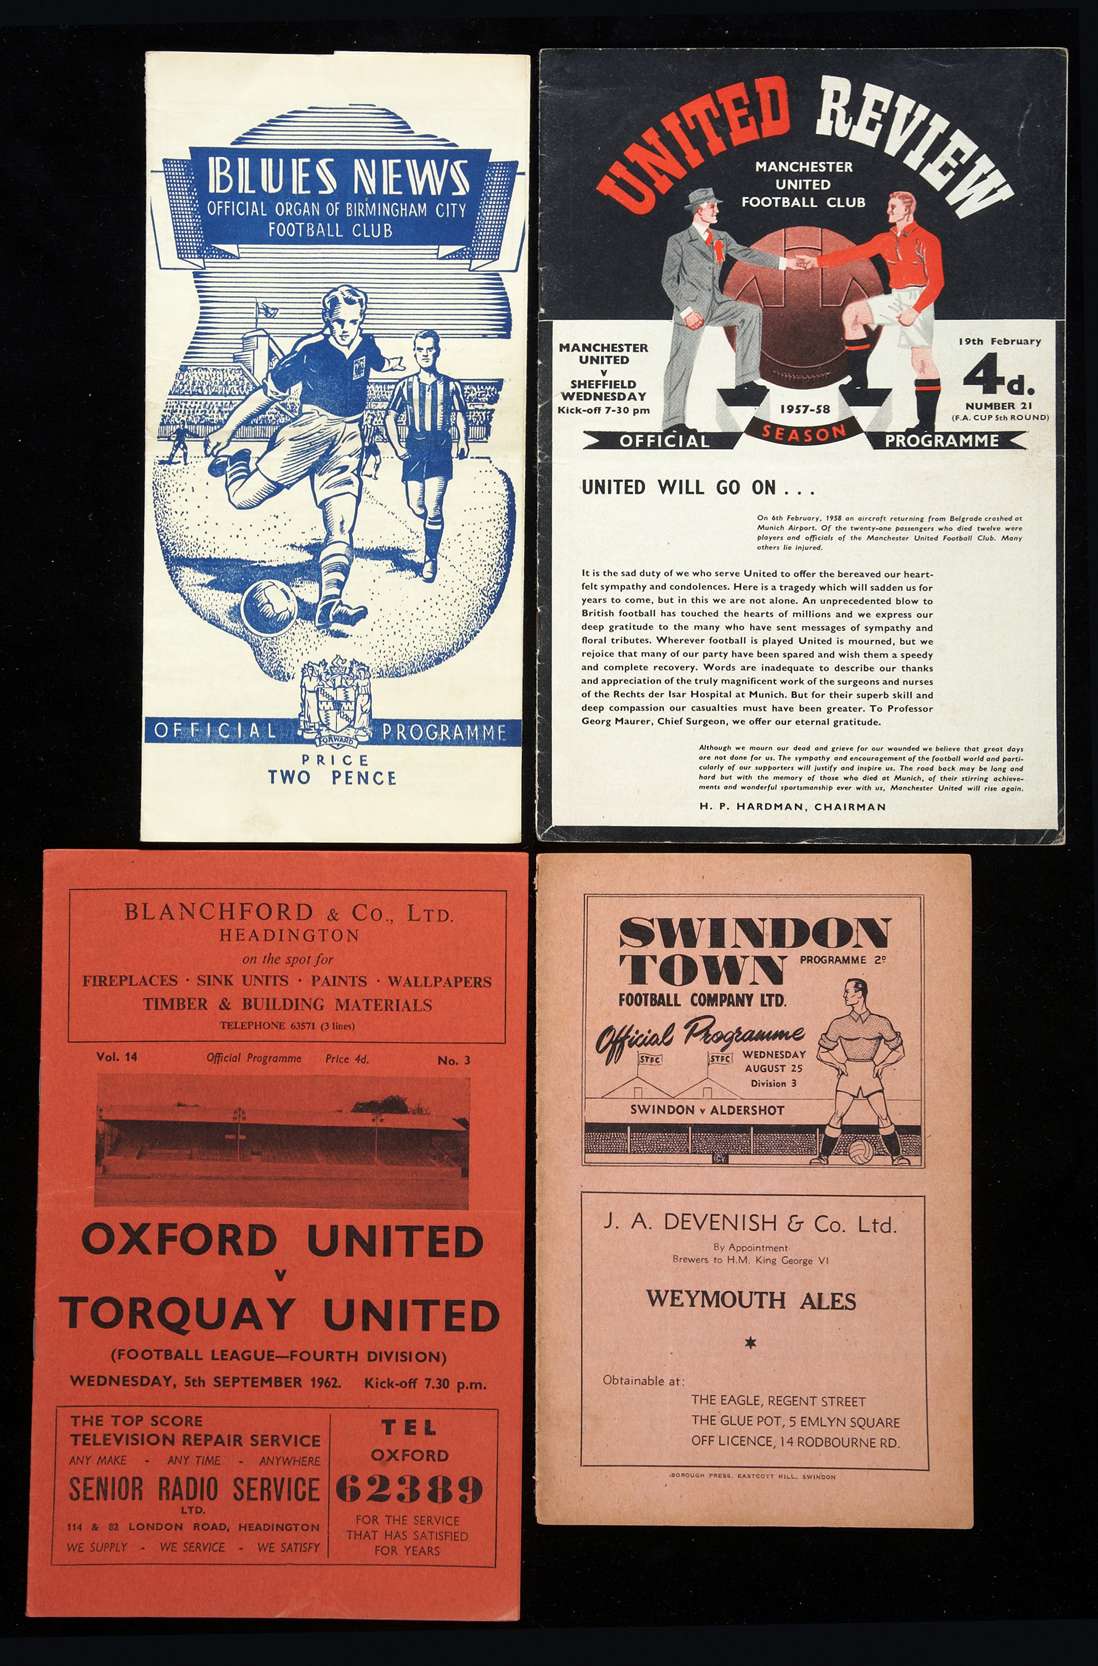 BLUES NEWS
OFFICIAL ORGAN OF BIRMINGHAM CITY
FOOTBALL CLUB
FORWARD
OFFICIAL PROGRAMME
PRICE
TWO PENCE
UNITED REVIEW
MANCHESTER
UNITED
FOOTBALL CLUB
MANCHESTER
UNITED
v
SHEFFIELD
WEDNESDAY
Kick-off 7-30 pm
19th February
4d.
NUMBER 21
(F.A. CUP 5th ROUND)
1957-58
OFFICIAL SEASON PROGRAMME
UNITED WILL GO ON . . .
On 6th February, 1958 an aircraft returning from Belgrade crashed at
Munich Airport. Of the twenty-one passengers who died twelve were
players and officials of the Manchester United Football Club. Many
others lie injured.
It is the sad duty of we who serve United to offer the bereaved our heart-
felt sympathy and condolences. Here is a tragedy which will sadden us for
years to come, but in this we are not alone. An unprecedented blow to
British football has touched the hearts of millions and we express our
deep gratitude to the many who have sent messages of sympathy and
floral tributes. Wherever football is played United is mourned, but we
rejoice that many of our party have been spared and wish them a speedy
and complete recovery. Words are inadequate to describe our thanks
and appreciation of the truly magnificent work of the surgeons and nurses
of the Rechts der Isar Hospital at Munich. But for their superb skill and
deep compassion our casualties must have been greater. To Professor
Georg Maurer, Chief Surgeon, we offer our eternal gratitude.
Although we mourn our dead and grieve for our wounded we believe that great days
are not done for us. The sympathy and encouragement of the football world and parti-
cularly of our supporters will justify and inspire us. The road back may be long and
hard but with the memory of those who died at Munich, of their stirring achieve-
ments and wonderful sportsmanship ever with us, Manchester United will rise again.
H. P. HARDMAN, CHAIRMAN
BLANCHFORD & CO., LTD.
HEADINGTON
on the spot for
FIREPLACES · SINK UNITS · PAINTS · WALLPAPERS
TIMBER & BUILDING MATERIALS
TELEPHONE 63571 (3 lines)
Vol. 14 Official Programme Price 4d. No. 3
OXFORD UNITED
v
TORQUAY UNITED
(FOOTBALL LEAGUE—FOURTH DIVISION)
WEDNESDAY, 5th SEPTEMBER 1962. Kick-off 7.30 p.m.
THE TOP SCORE
TELEVISION REPAIR SERVICE
ANY MAKE - ANY TIME - ANYWHERE
SENIOR RADIO SERVICE
LTD.
114 & 82 LONDON ROAD, HEADINGTON
WE SUPPLY - WE SERVICE - WE SATISFY
TEL
OXFORD
62389
FOR THE SERVICE
THAT HAS SATISFIED
FOR YEARS
SWINDON
TOWN PROGRAMME 2D
FOOTBALL COMPANY LTD.
Official Programme
STFC STFC
WEDNESDAY
AUGUST 25
Division 3
SWINDON v ALDERSHOT
J. A. DEVENISH & Co. Ltd.
By Appointment
Brewers to H.M. King George VI
WEYMOUTH ALES
Obtainable at:
THE EAGLE, REGENT STREET
THE GLUE POT, 5 EMLYN SQUARE
OFF LICENCE, 14 RODBOURNE RD.
BOROUGH PRESS, EASTCOTT HILL, SWINDON